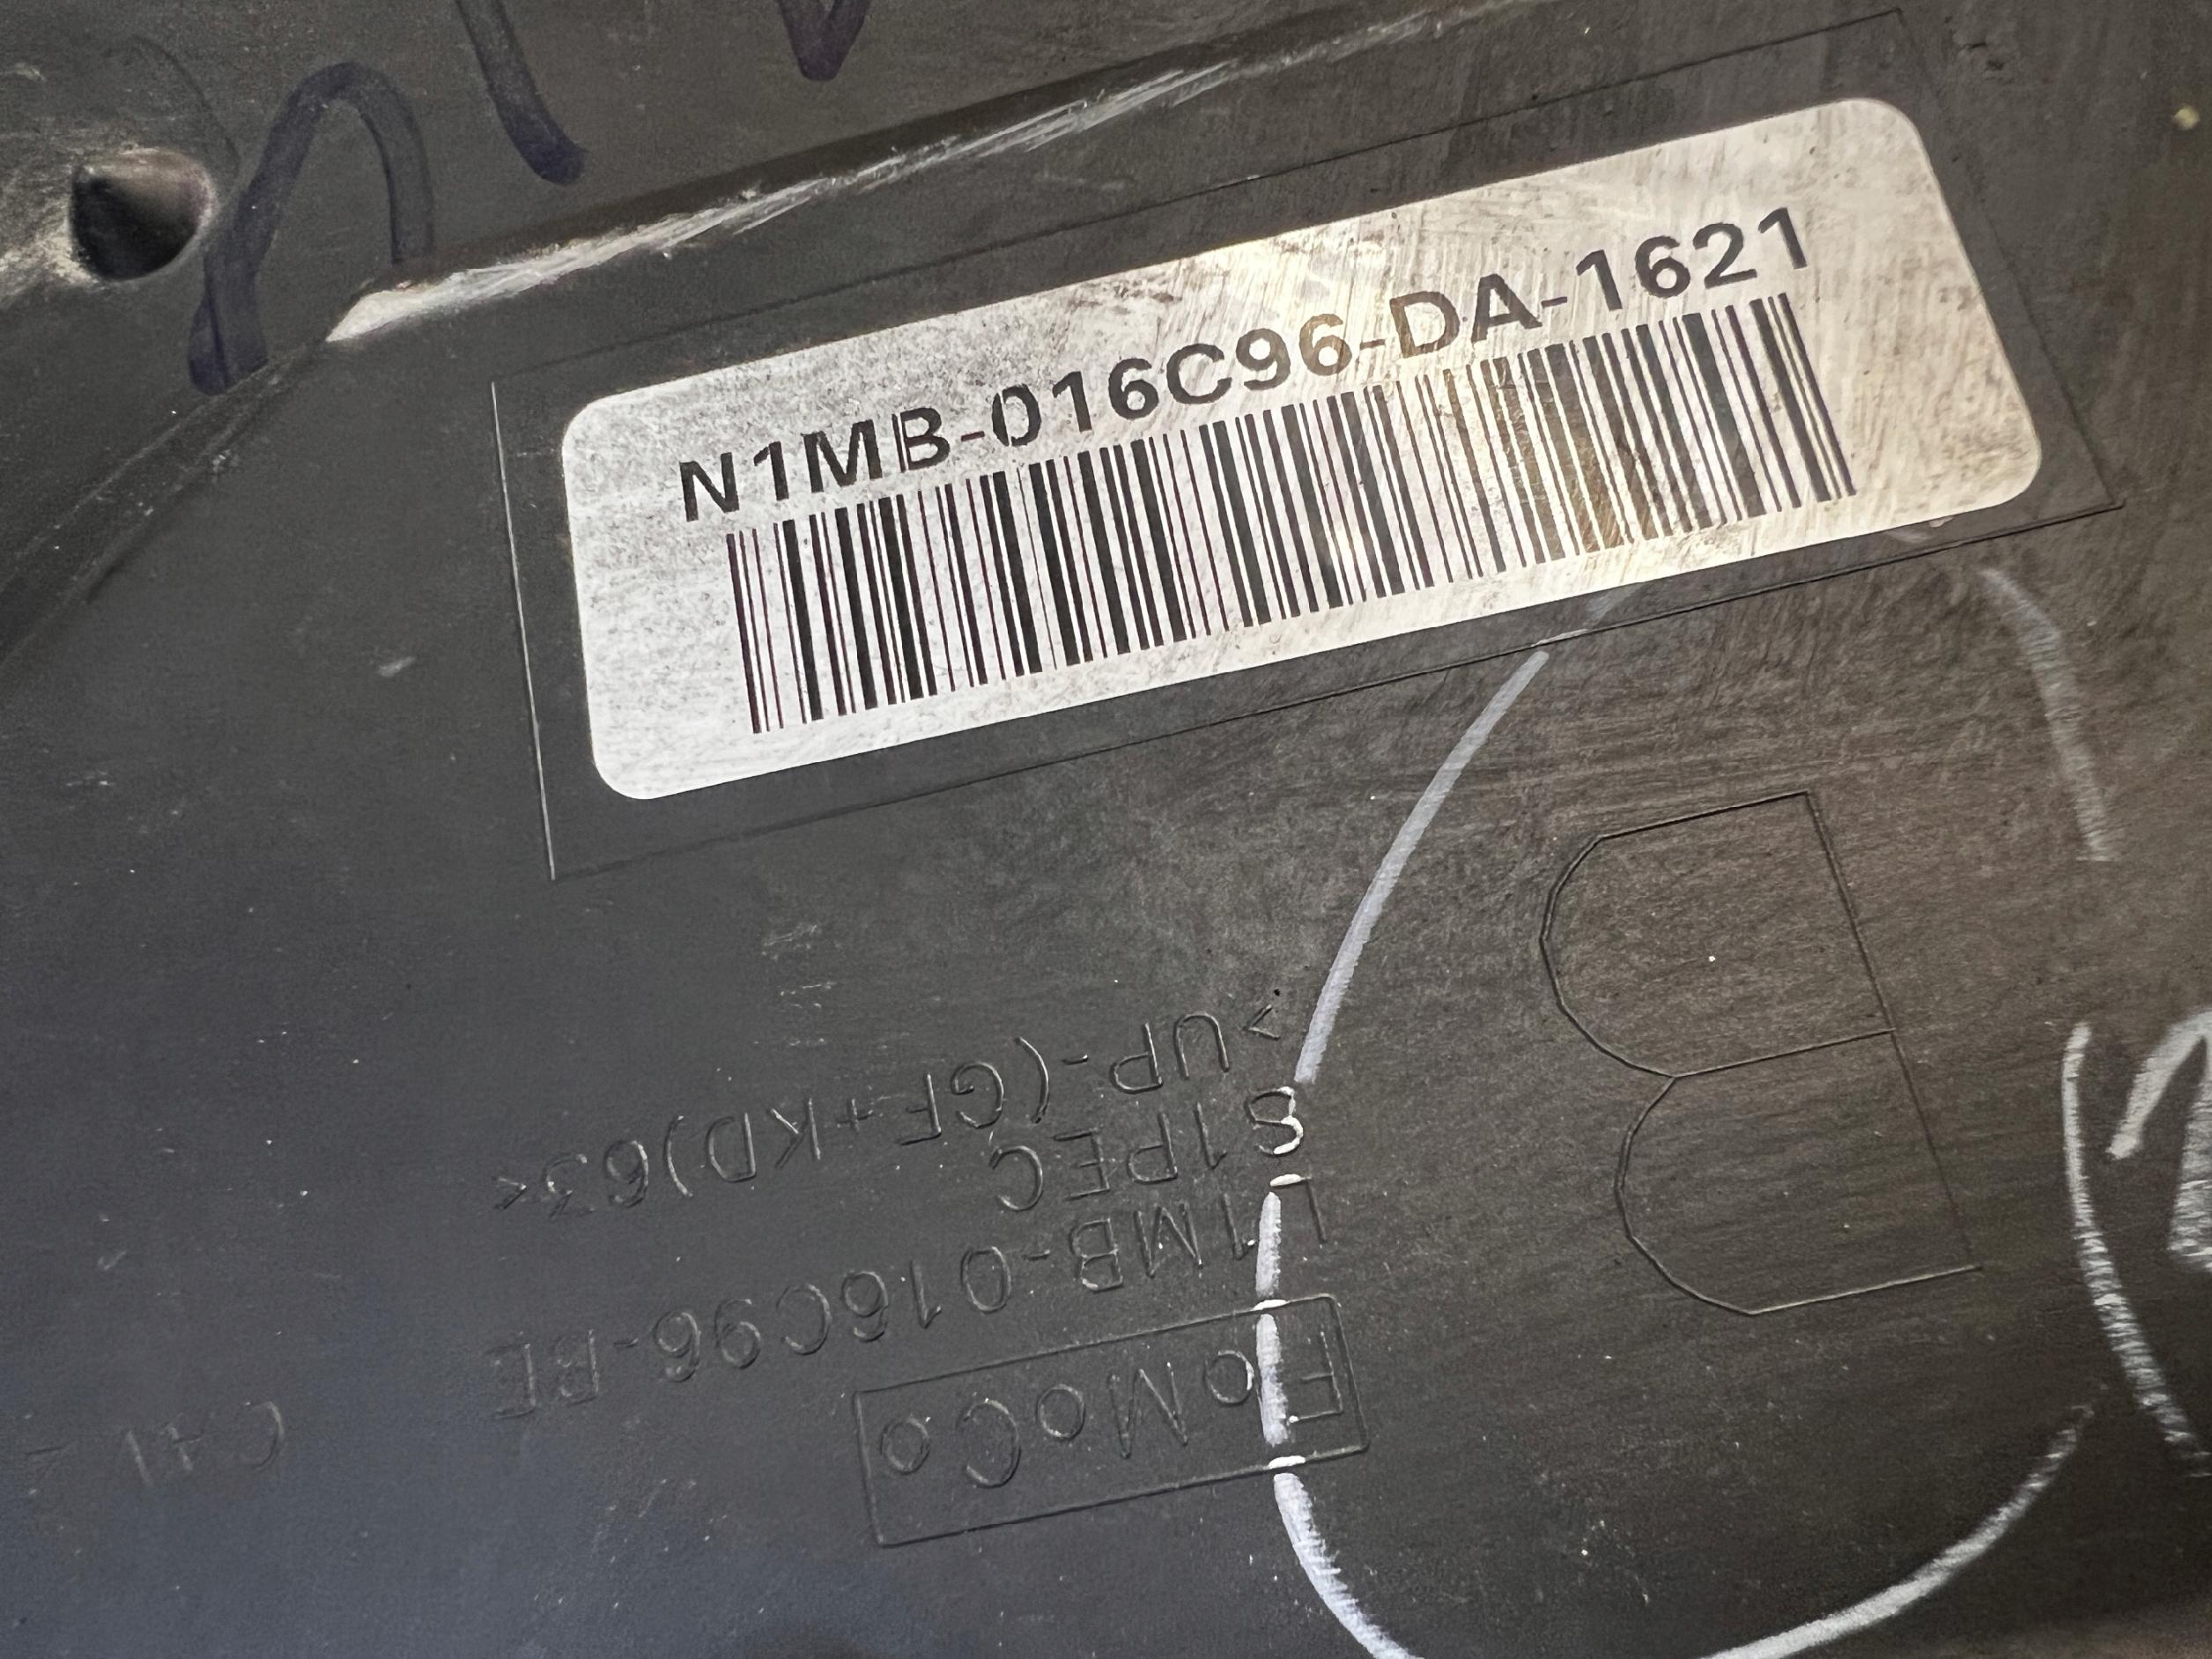 N1MB-016C96-DA-1621
B
FoMoCo
L1MB-016C96-BE
S1PEC
>UP-(GF+KD)63<